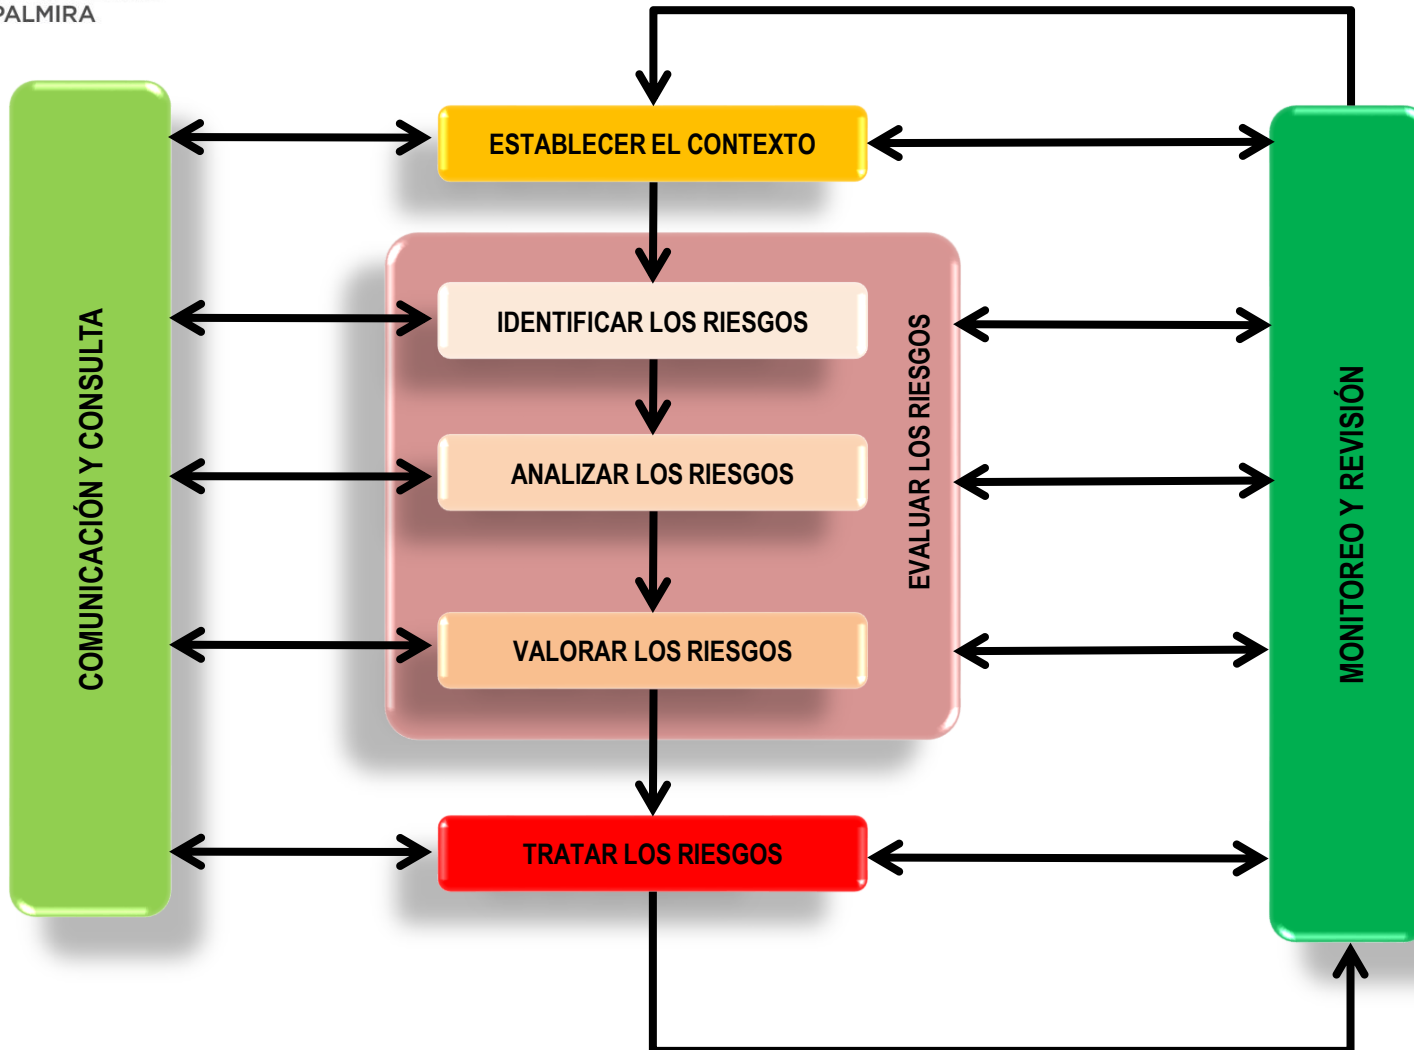 PALMIRA
ESTABLECER EL CONTEXTO
IDENTIFICAR LOS RIESGOS
ANALIZAR LOS RIESGOS
VALORAR LOS RIESGOS
TRATAR LOS RIESGOS
COMUNICACIÓN Y CONSULTA
EVALUAR LOS RIESGOS
MONITOREO Y REVISIÓN